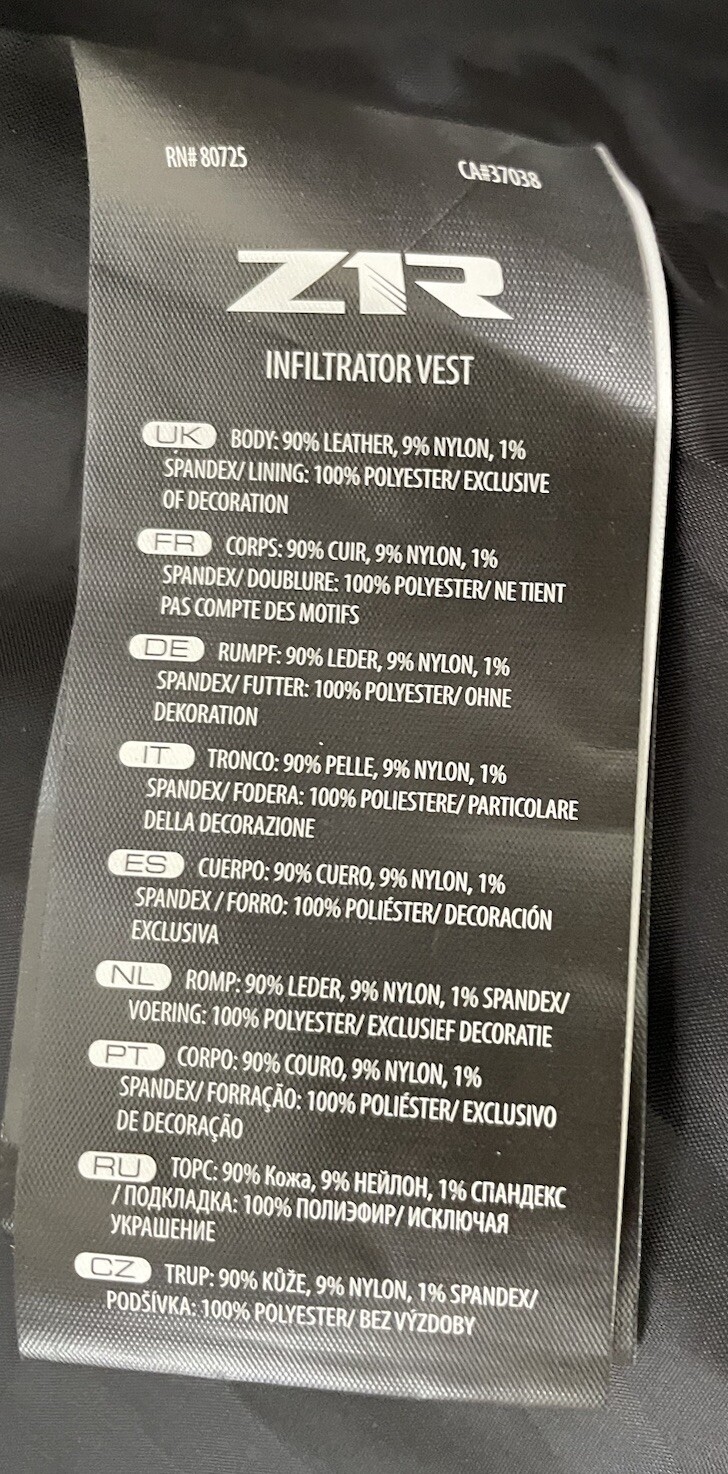 RN# 80725
CA#37038
Z1R
INFILTRATOR VEST
UK BODY: 90% LEATHER, 9% NYLON, 1%
SPANDEX/ LINING: 100% POLYESTER/ EXCLUSIVE
OF DECORATION
FR CORPS: 90% CUIR, 9% NYLON, 1%
SPANDEX/ DOUBLURE: 100% POLYESTER/ NE TIENT
PAS COMPTE DES MOTIFS
DE RUMPF: 90% LEDER, 9% NYLON, 1%
SPANDEX/ FUTTER: 100% POLYESTER/ OHNE
DEKORATION
IT TRONCO: 90% PELLE, 9% NYLON, 1%
SPANDEX/ FODERA: 100% POLIESTERE/ PARTICOLARE
DELLA DECORAZIONE
ES CUERPO: 90% CUERO, 9% NYLON, 1%
SPANDEX / FORRO: 100% POLIÉSTER/ DECORACIÓN
EXCLUSIVA
NL ROMP: 90% LEDER, 9% NYLON, 1% SPANDEX/
VOERING: 100% POLYESTER/ EXCLUSIEF DECORATIE
PT CORPO: 90% COURO, 9% NYLON, 1%
SPANDEX/ FORRAÇÃO: 100% POLIÉSTER/ EXCLUSIVO
DE DECORAÇÃO
RU ТОРС: 90% Кожа, 9% НЕЙЛОН, 1% СПАНДЕКС
/ ПОДКЛАДКА: 100% ПОЛИЭФИР/ ИСКЛЮЧАЯ
УКРАШЕНИЕ
CZ TRUP: 90% KŮŽE, 9% NYLON, 1% SPANDEX/
PODŠÍVKA: 100% POLYESTER/ BEZ VÝZDOBY